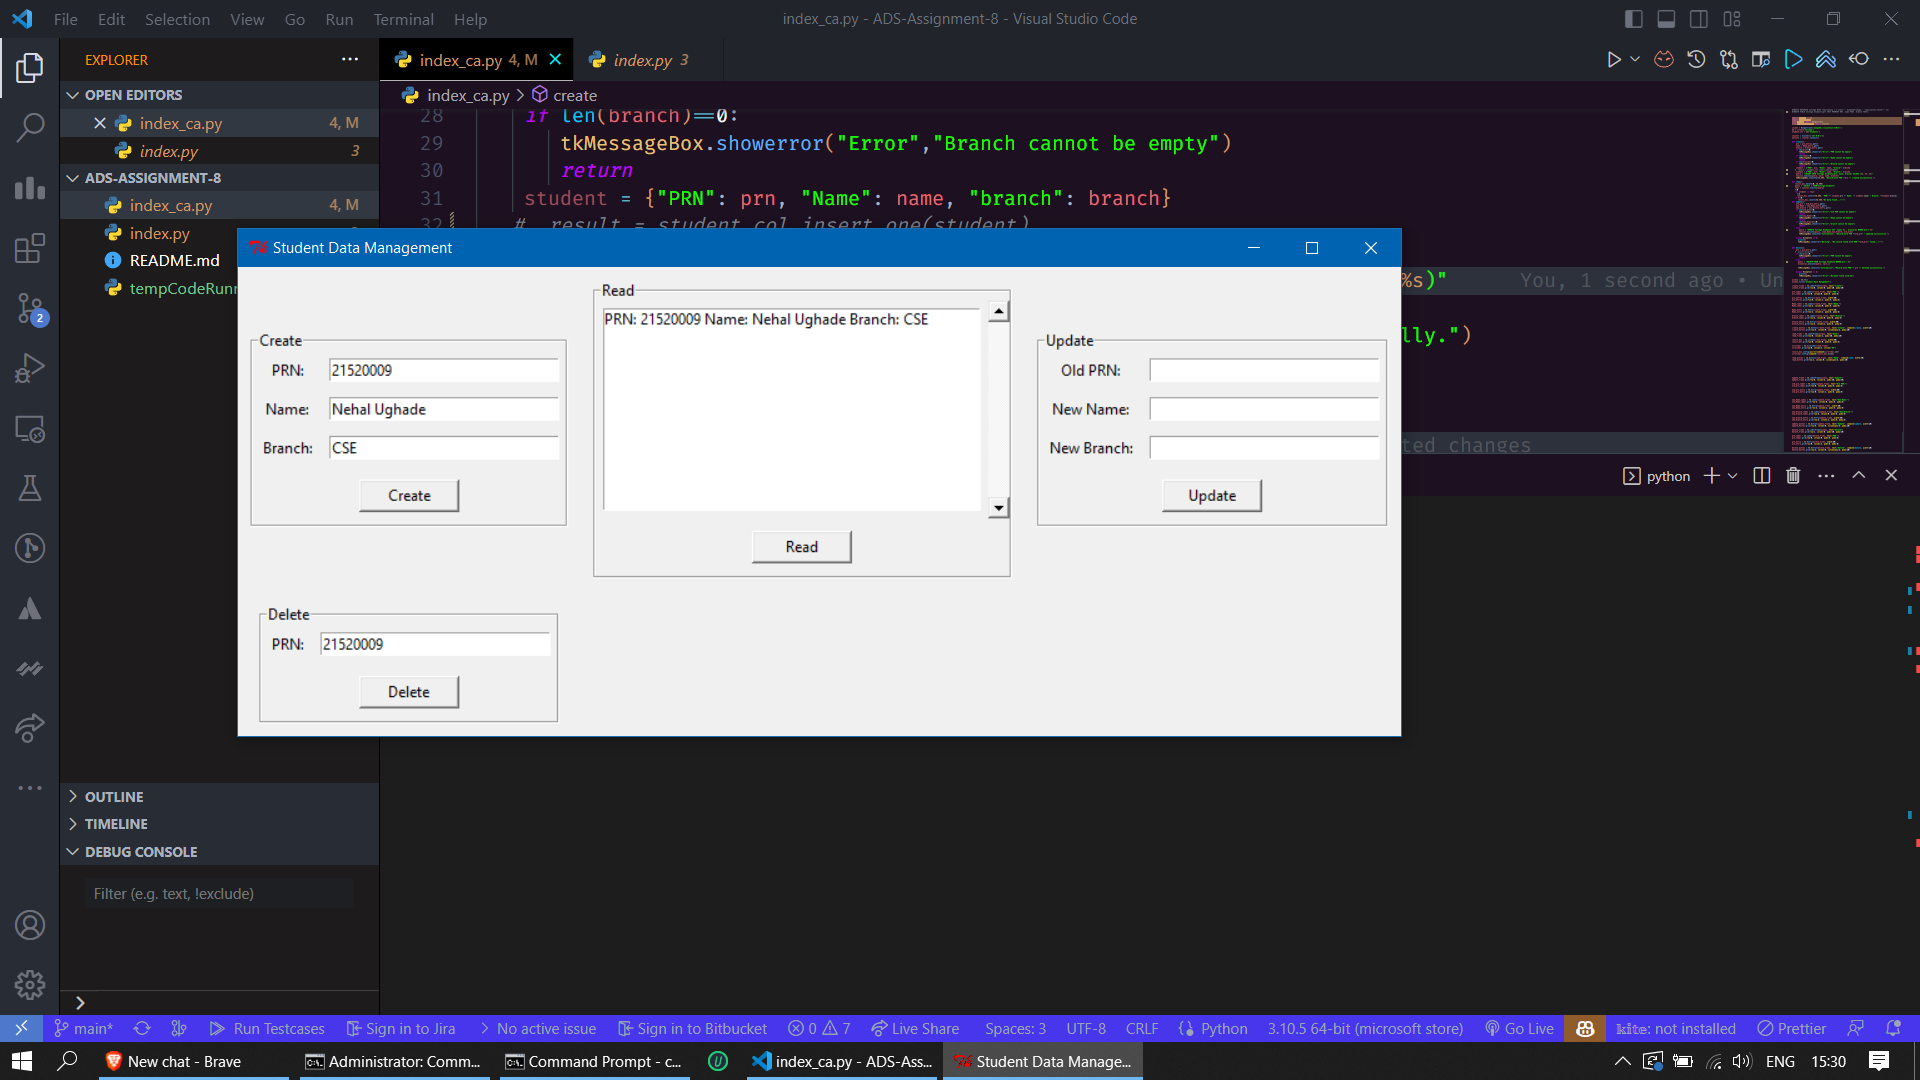 File Edit Selection View Go Run Terminal Help
index_ca.py - ADS-Assignment-8 - Visual Studio Code
EXPLORER
index_ca.py 4, M
index.py 3
OPEN EDITORS
index_ca.py > create
index_ca.py 4, M
index.py 3
ADS-ASSIGNMENT-8
index_ca.py 4, M
index.py
README.md
tempCodeRunn
28 if len(branch)==0:
29 tkMessageBox.showerror("Error","Branch cannot be empty")
30 return
31 student = {"PRN": prn, "Name": name, "branch": branch}
32 # result = student_col.insert_one(student)
%s)" You, 1 second ago • Un
lly.")
ted changes
python
Student Data Management
Create
PRN: 21520009
Name: Nehal Ughade
Branch: CSE
Create
Read
PRN: 21520009 Name: Nehal Ughade Branch: CSE
Read
Update
Old PRN:
New Name:
New Branch:
Update
Delete
PRN: 21520009
Delete
2
OUTLINE
TIMELINE
DEBUG CONSOLE
Filter (e.g. text, !exclude)
main* Run Testcases Sign in to Jira No active issue Sign in to Bitbucket 0 7 Live Share Spaces: 3 UTF-8 CRLF Python 3.10.5 64-bit (microsoft store) Go Live kite: not installed Prettier
New chat - Brave Administrator: Comm... Command Prompt - c... index_ca.py - ADS-Ass... Student Data Manage... ENG 15:30